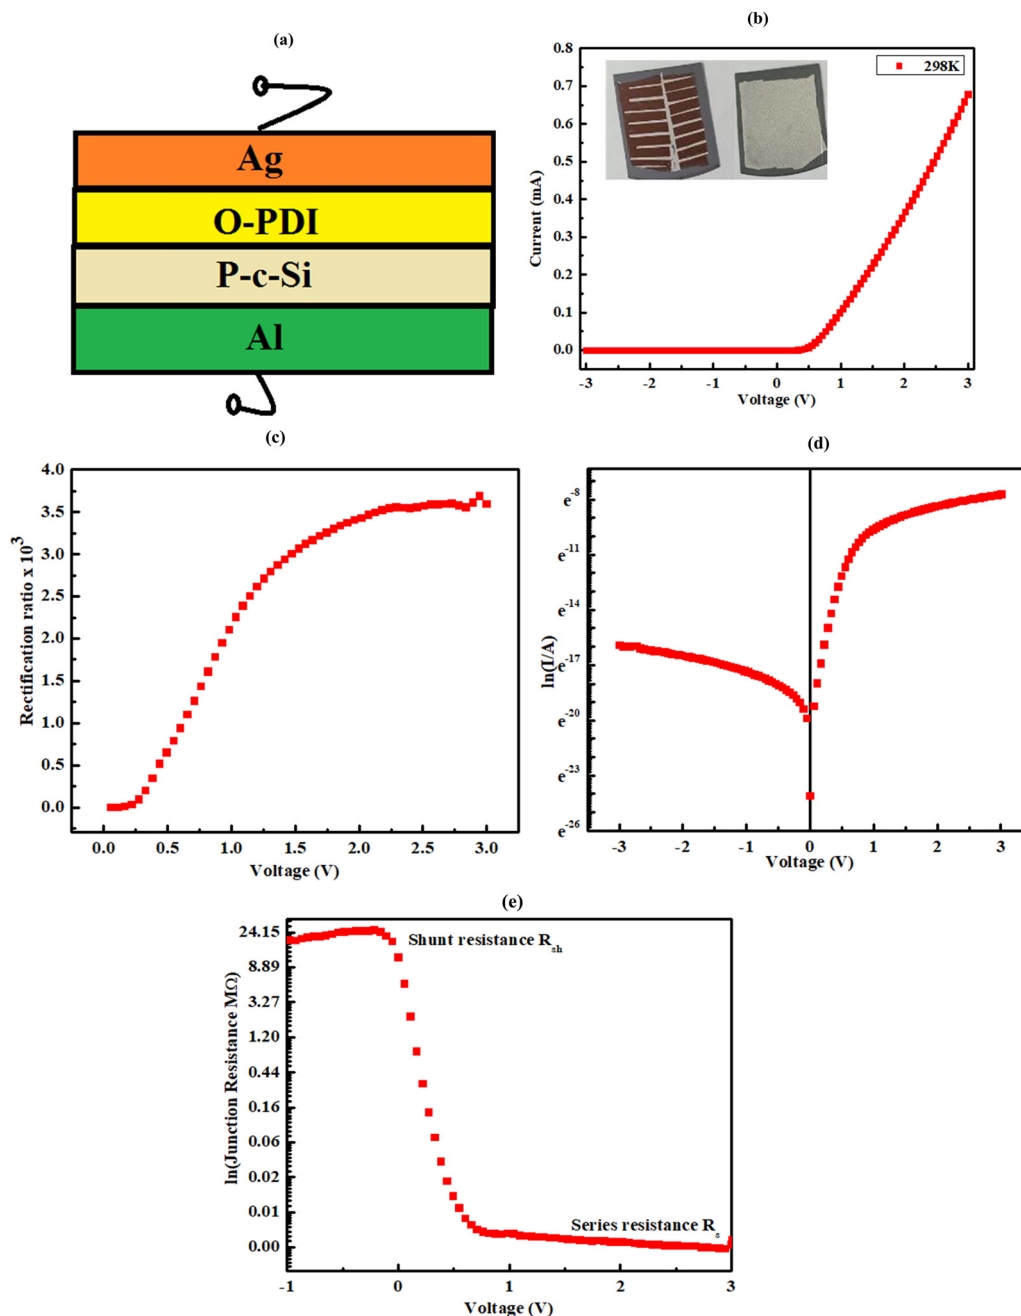 (a)
Ag
O-PDI
P-c-Si
Al
(b)
298K
0.8
0.7
0.6
0.5
0.4
0.3
0.2
0.1
0.0
Current (mA)
-3 -2 -1 0 1 2 3
Voltage (V)
(c)
4.0
3.5
3.0
2.5
2.0
1.5
1.0
0.0
Rectification ratio x 10³
0.0 0.5 1.0 1.5 2.0 2.5 3.0
Voltage (V)
(d)
e⁻⁸
e⁻¹¹
e⁻¹⁴
e⁻¹⁷
e⁻²⁰
e⁻²³
e⁻²⁶
ln(I/A)
-3 -2 -1 0 1 2 3
Voltage (V)
(e)
24.15
8.89
3.27
1.20
0.44
0.16
0.06
0.02
0.01
0.00
ln(Junction Resistance MΩ)
Shunt resistance Rsh
Series resistance Rs
-1 0 1 2 3
Voltage (V)